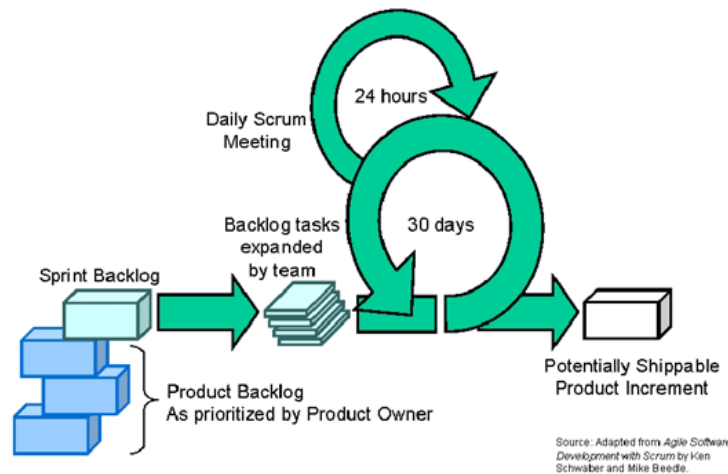 24 hours
Daily Scrum
Meeting
30 days
Backlog tasks
expanded
by team
Sprint Backlog
Product Backlog
As prioritized by Product Owner
Potentially Shippable
Product Increment
Source: Adapted from Agile Software
Development with Scrum by Ken
Schwaber and Mike Beedle.